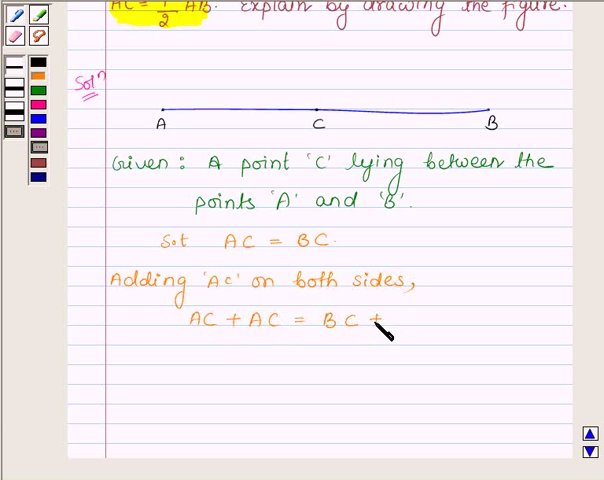 AC = 1/2 AB. Explain by drawing the figure.
Solⁿ
A C B
Given : A point 'C' lying between the
points 'A' and 'B'.
S.t AC = BC.
Adding 'AC' on both sides,
AC + AC = BC +